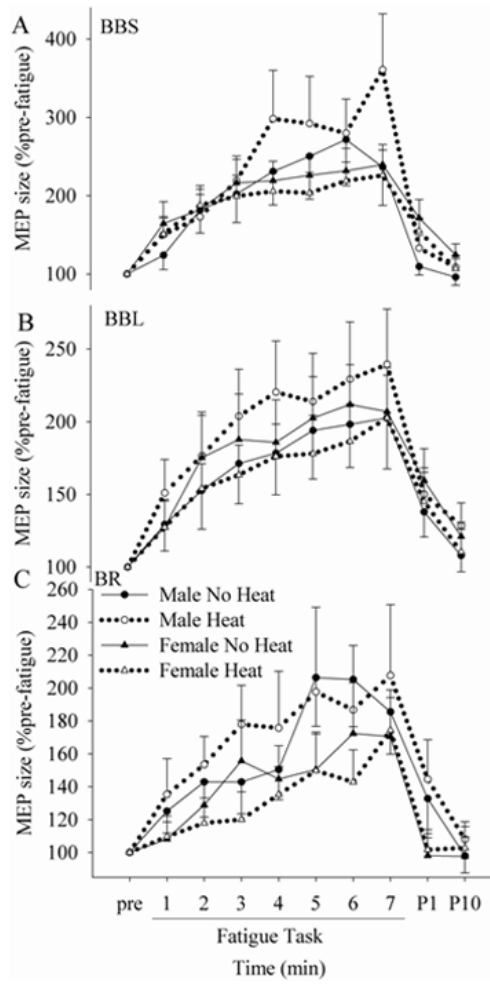 A
BBS
400
300
200
100
MEP size (%pre-fatigue)
B
BBL
250
200
150
100
MEP size (%pre-fatigue)
C
BR
Male No Heat
Male Heat
Female No Heat
Female Heat
260
240
220
200
180
160
140
120
100
MEP size (%pre-fatigue)
pre 1 2 3 4 5 6 7 P1 P10
Fatigue Task
Time (min)